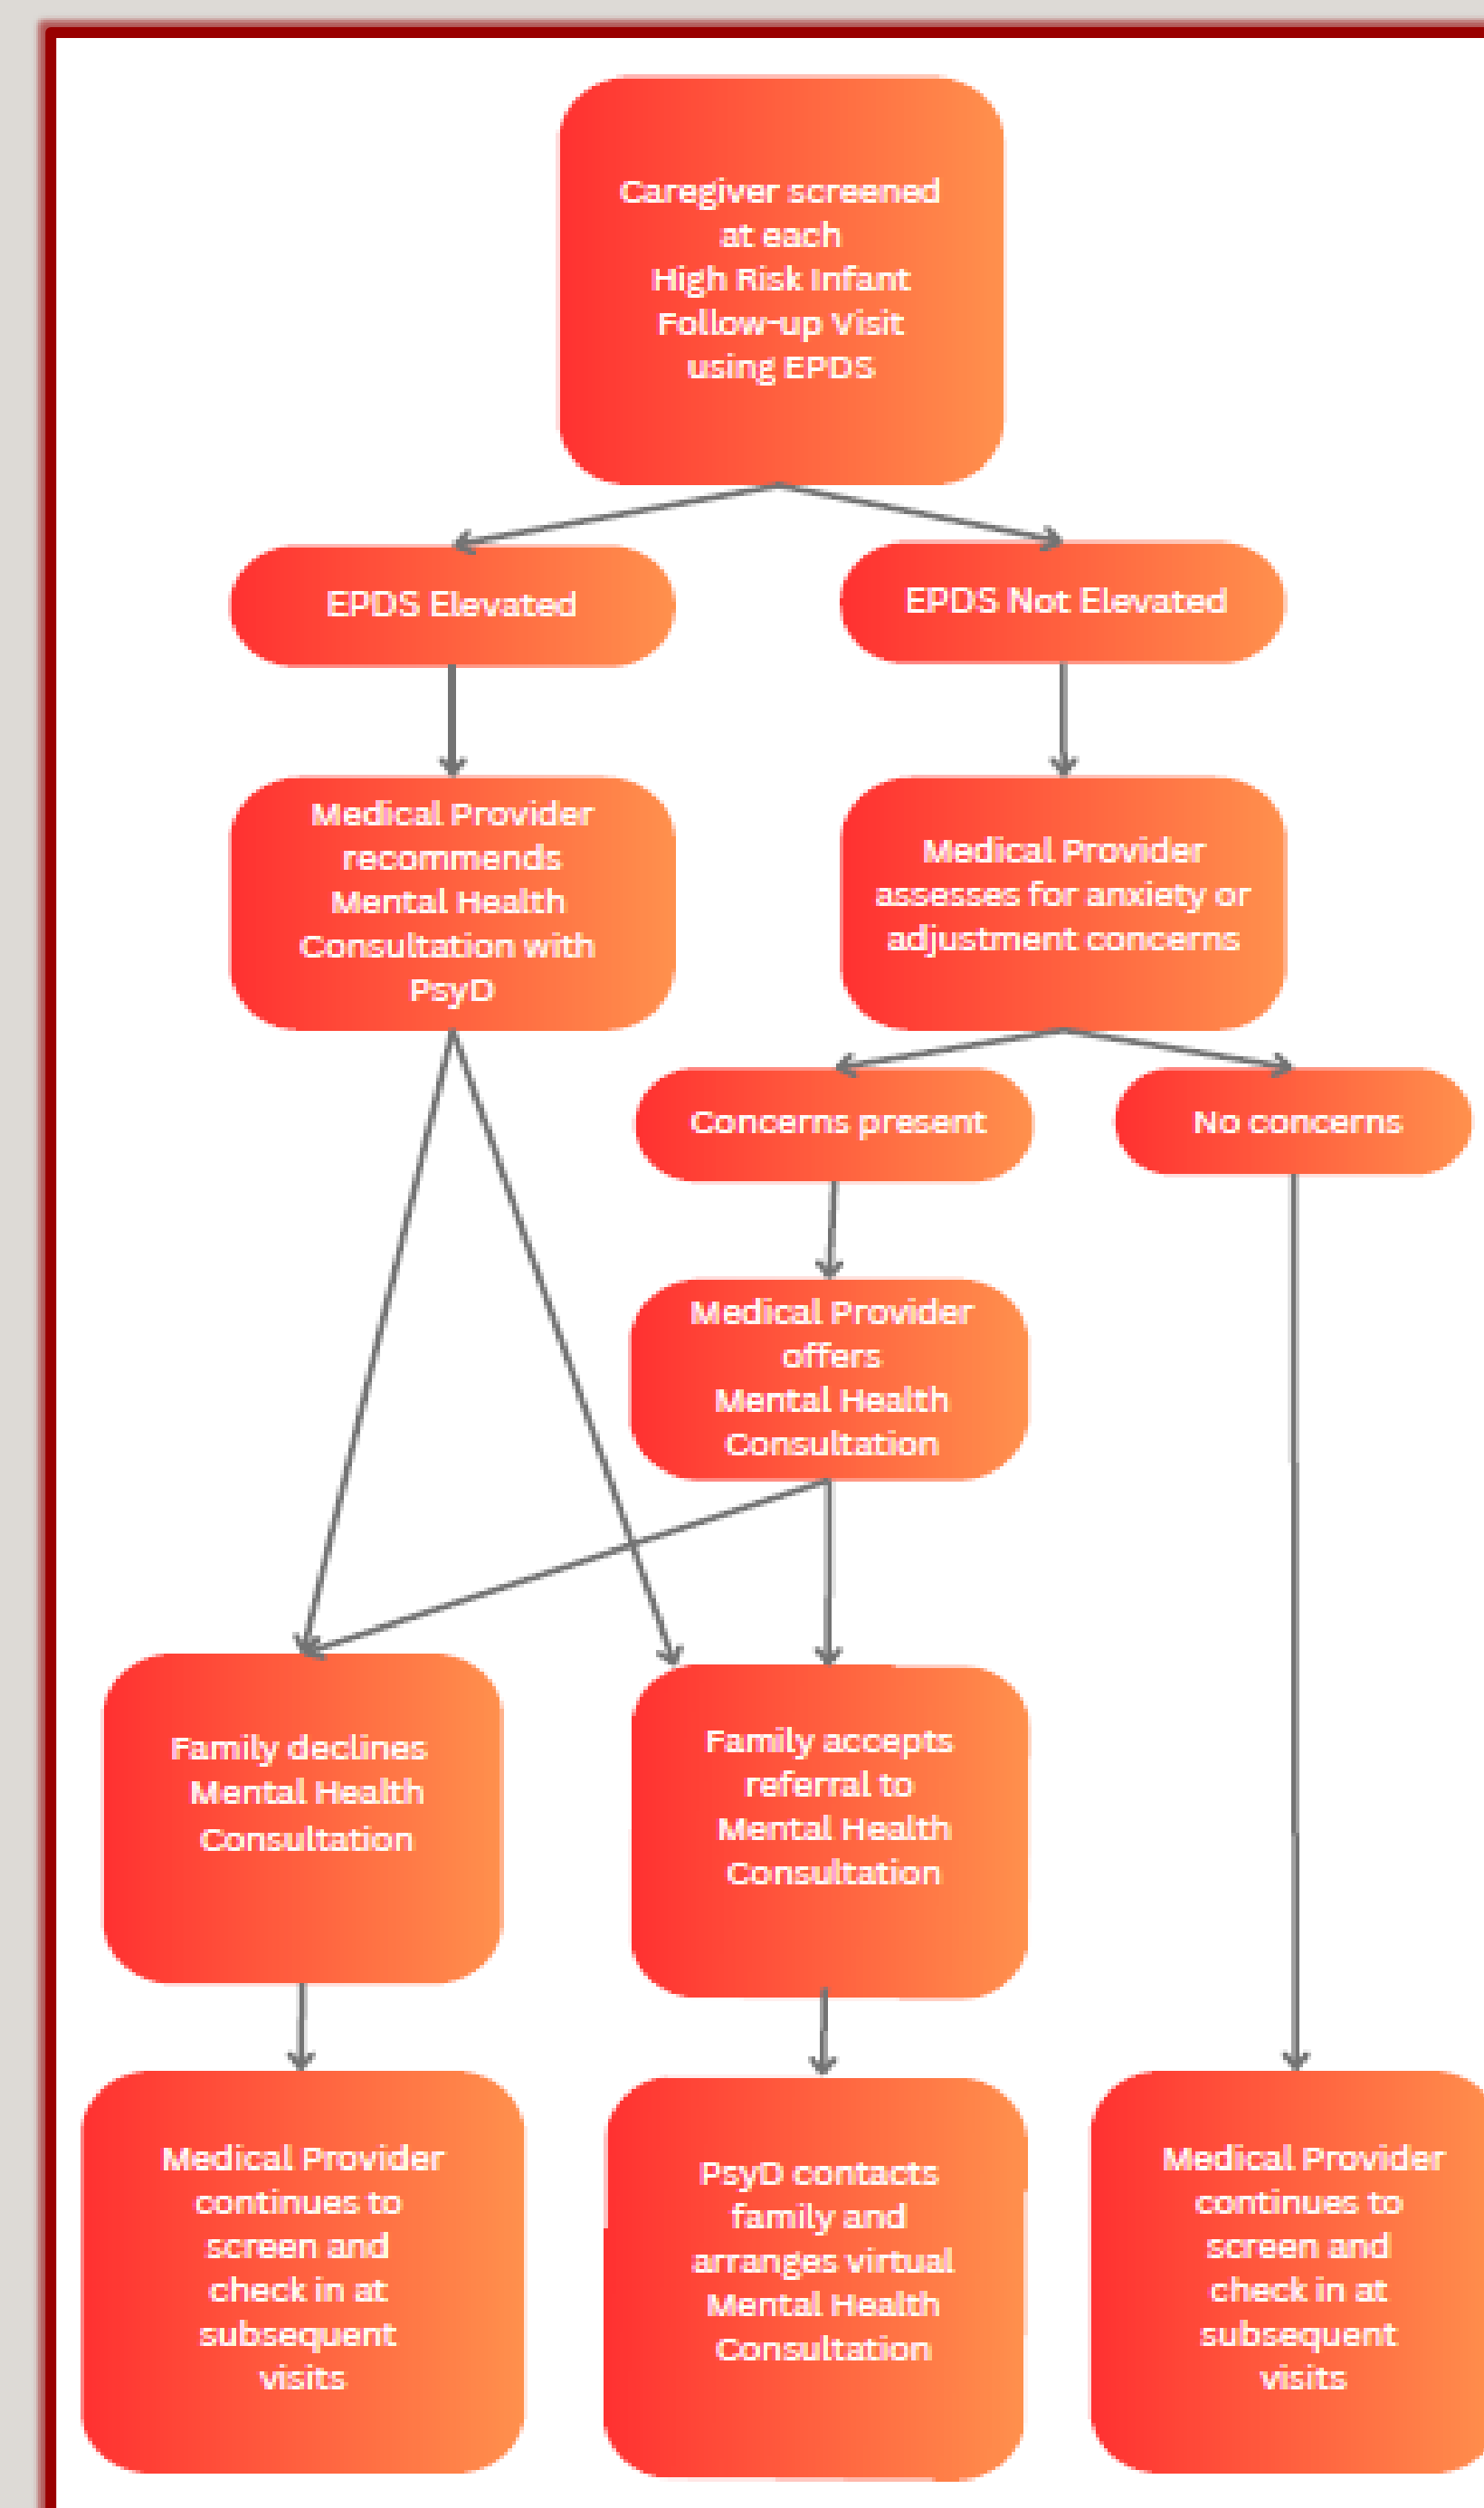 Caregiver screened
at each
High Risk Infant
Follow-up Visit
using EPDS
EPDS Elevated
EPDS Not Elevated
Medical Provider
recommends
Mental Health
Consultation with
PsyD
Medical Provider
assesses for anxiety or
adjustment concerns
Concerns present
No concerns
Medical Provider
offers
Mental Health
Consultation
Family declines
Mental Health
Consultation
Family accepts
referral to
Mental Health
Consultation
Medical Provider
continues to
screen and
check in at
subsequent
visits
PsyD contacts
family and
arranges virtual
Mental Health
Consultation
Medical Provider
continues to
screen and
check in at
subsequent
visits